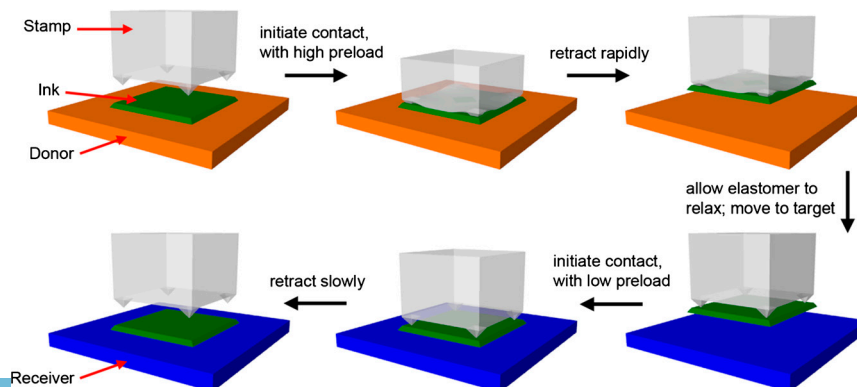 Stamp
initiate contact,
with high preload
retract rapidly
Ink
Donor
allow elastomer to
relax; move to target
initiate contact,
with low preload
retract slowly
Receiver